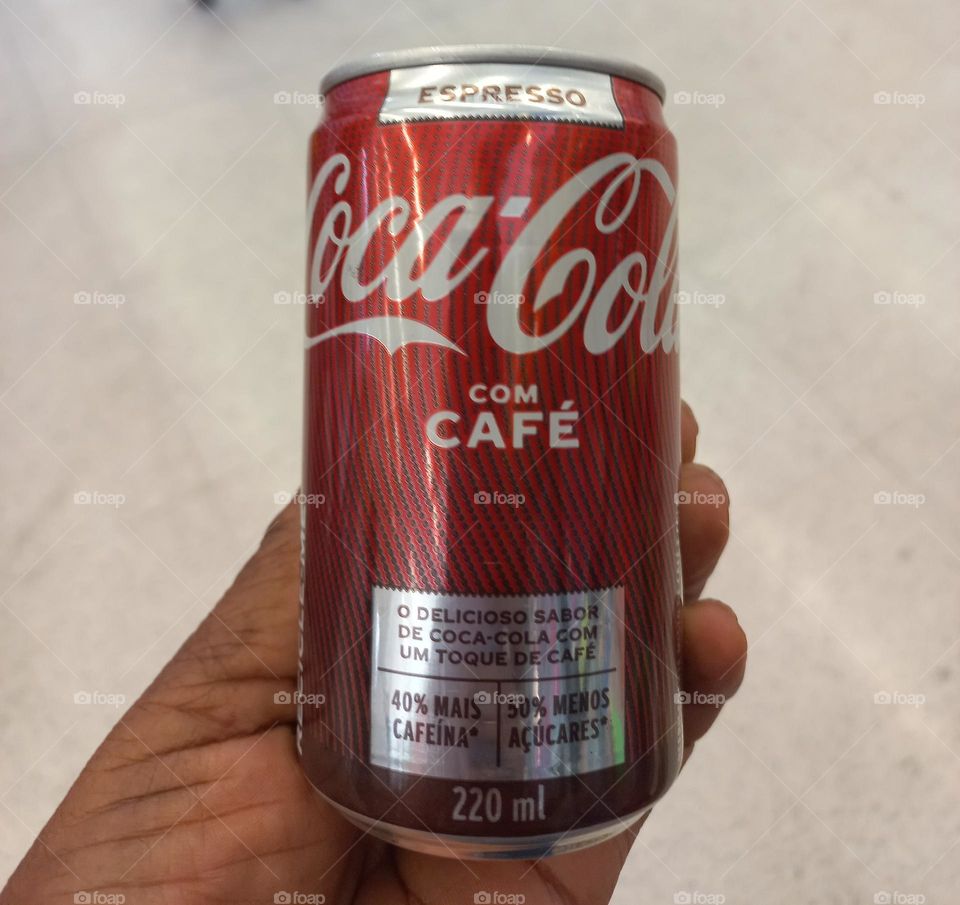 ESPRESSO
Coca-Cola
COM
CAFÉ
O DELICIOSO SABOR
DE COCA-COLA COM
UM TOQUE DE CAFÉ
40% MAIS
CAFEÍNA*
50% MENOS
AÇÚCARES*
220 ml
foap